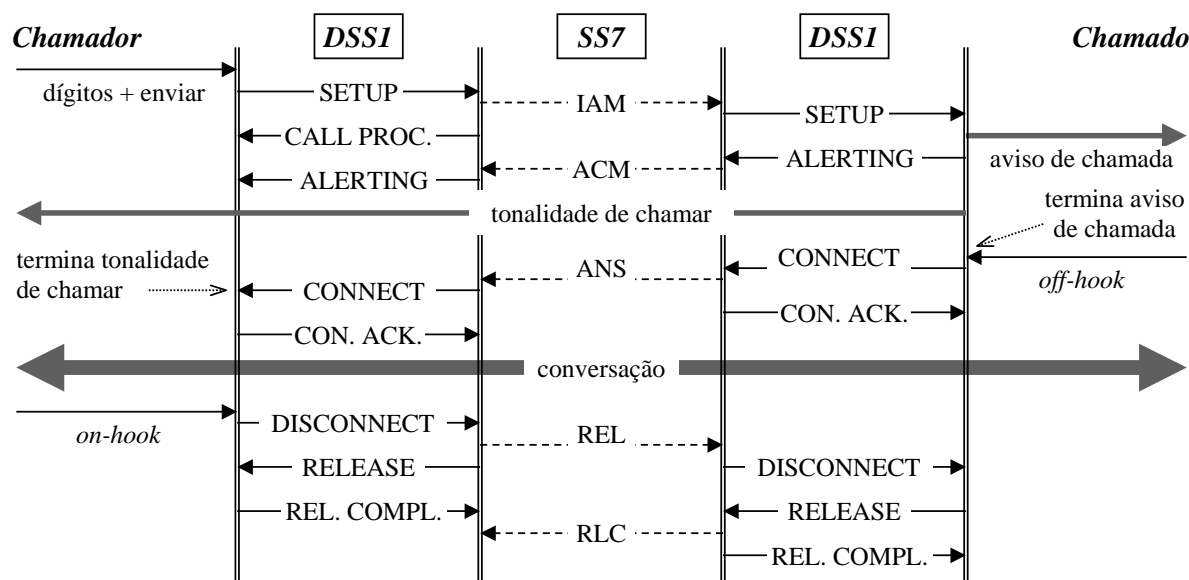 Chamador
DSS1
SS7
DSS1
Chamado
dígitos + enviar
SETUP
IAM
SETUP
CALL PROC.
ALERTING
aviso de chamada
ACM
ALERTING
tonalidade de chamar
termina aviso
de chamada
termina tonalidade
de chamar
CONNECT
ANS
CONNECT
off-hook
CON. ACK.
CON. ACK.
conversação
on-hook
DISCONNECT
REL
RELEASE
DISCONNECT
REL. COMPL.
RELEASE
RLC
REL. COMPL.